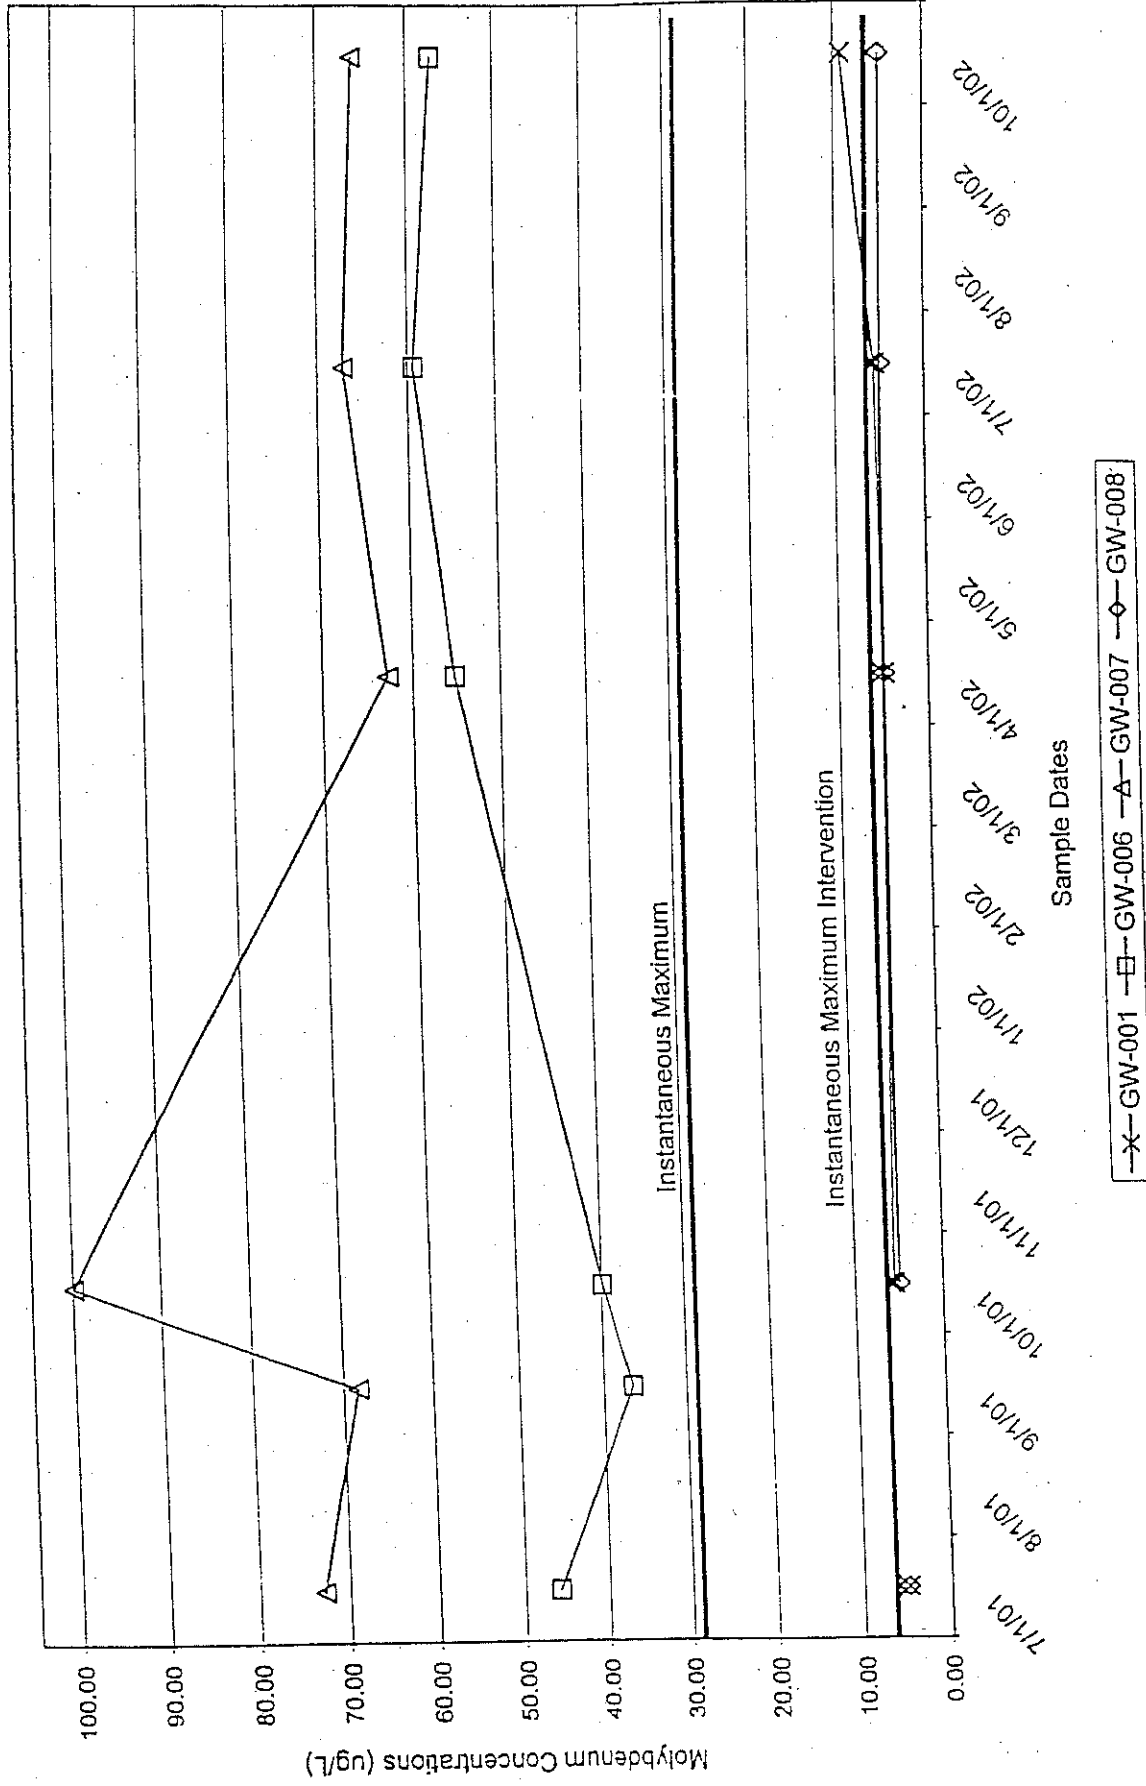 Molybdenum Concentrations (ug/L)
100.00
90.00
80.00
70.00
60.00
50.00
40.00
30.00
20.00
10.00
0.00
Instantaneous Maximum
Instantaneous Maximum Intervention
7/1/01 8/1/01 9/1/01 10/1/01 11/1/01 12/1/01 1/1/02 2/1/02 3/1/02 4/1/02 5/1/02 6/1/02 7/1/02 8/1/02 9/1/02 10/1/02
Sample Dates
GW-001 GW-006 GW-007 GW-008